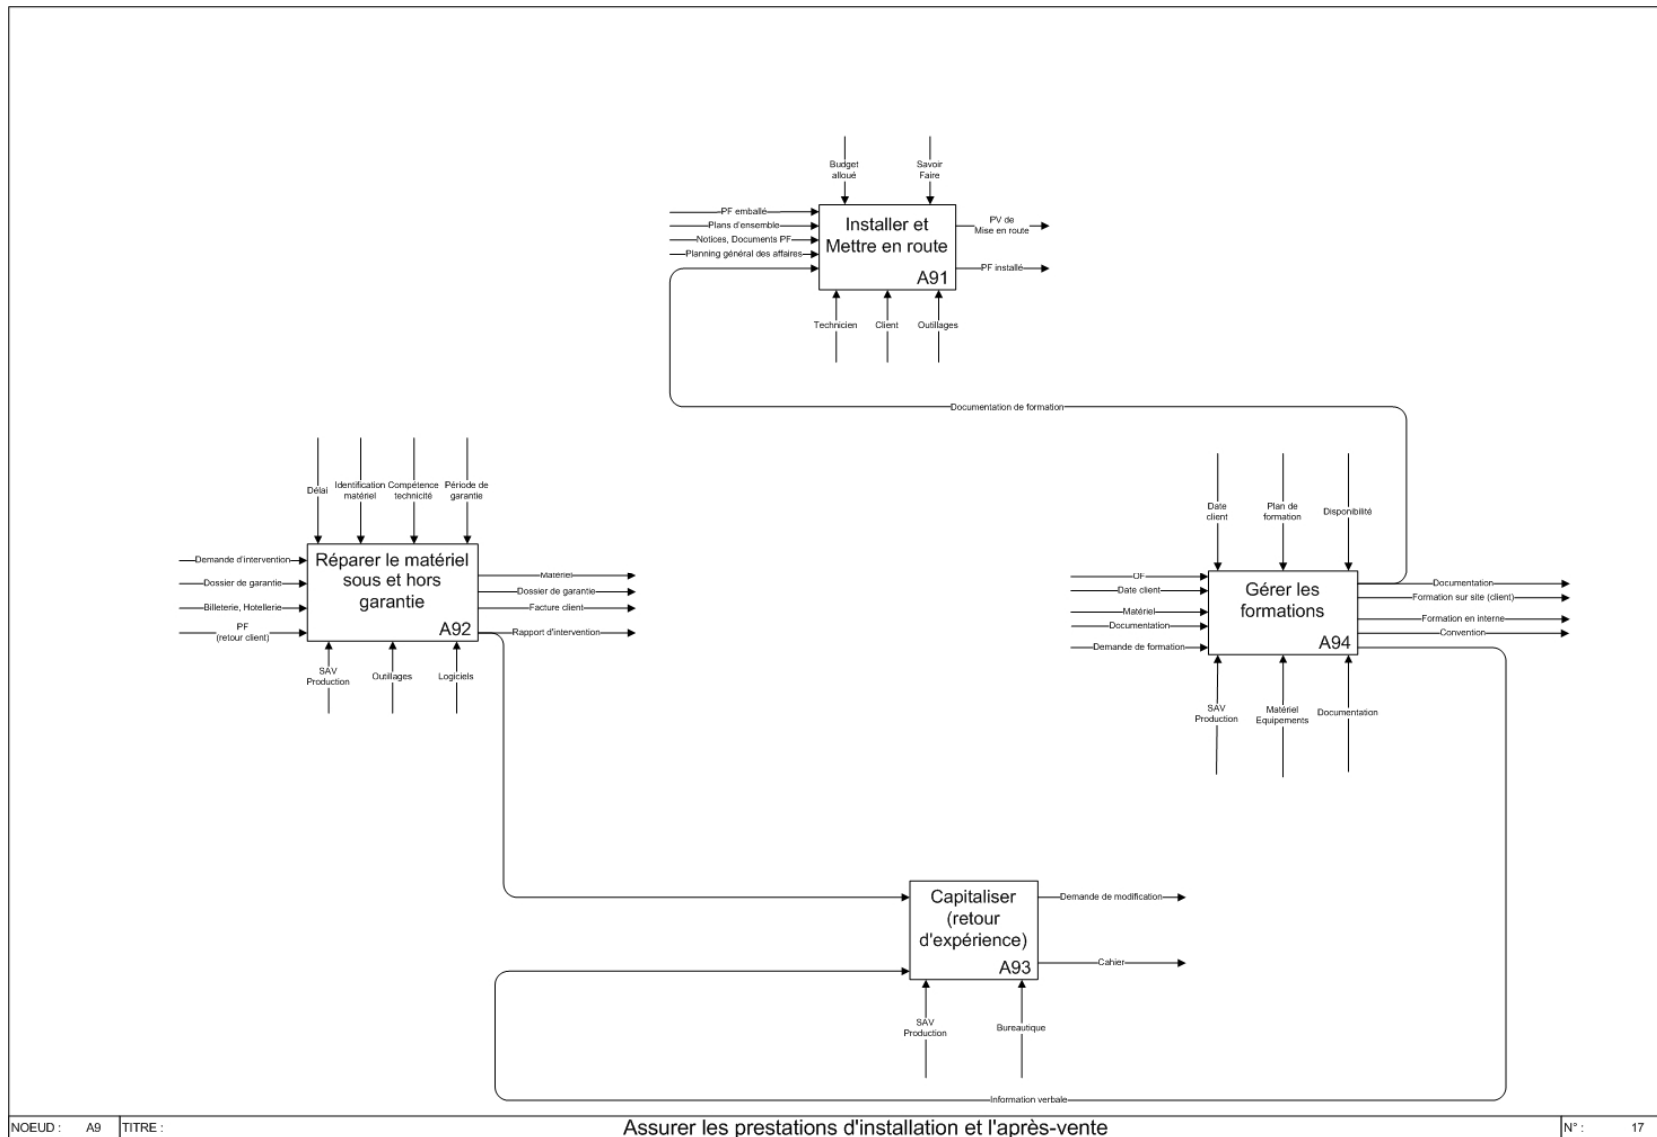 Budget
alloué
Savoir
Faire
PF emballé
Plans d'ensemble
Notices, Documents PF
Planning général des affaires
Installer et
Mettre en route
A91
PV de
Mise en route
PF installé
Technicien
Client
Outillages
Documentation de formation
Délai
Identification
matériel
Compétence
technicité
Période de
garantie
Demande d'intervention
Dossier de garantie
Billeterie, Hotellerie
PF
(retour client)
Réparer le matériel
sous et hors
garantie
A92
Matériel
Dossier de garantie
Facture client
Rapport d'intervention
SAV
Production
Outillages
Logiciels
Date
client
Plan de
formation
Disponibilité
OF
Date client
Matériel
Documentation
Demande de formation
Gérer les
formations
A94
Documentation
Formation sur site (client)
Formation en interne
Convention
SAV
Production
Matériel
Equipements
Documentation
Capitaliser
(retour
d'expérience)
A93
Demande de modification
Cahier
SAV
Production
Bureautique
Information verbale
NOEUD : A9 TITRE : Assurer les prestations d'installation et l'après-vente N° : 17